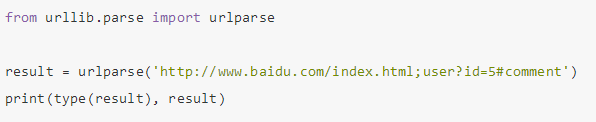 from urllib.parse import urlparse
result = urlparse('http://www.baidu.com/index.html;user?id=5#comment')
print(type(result), result)